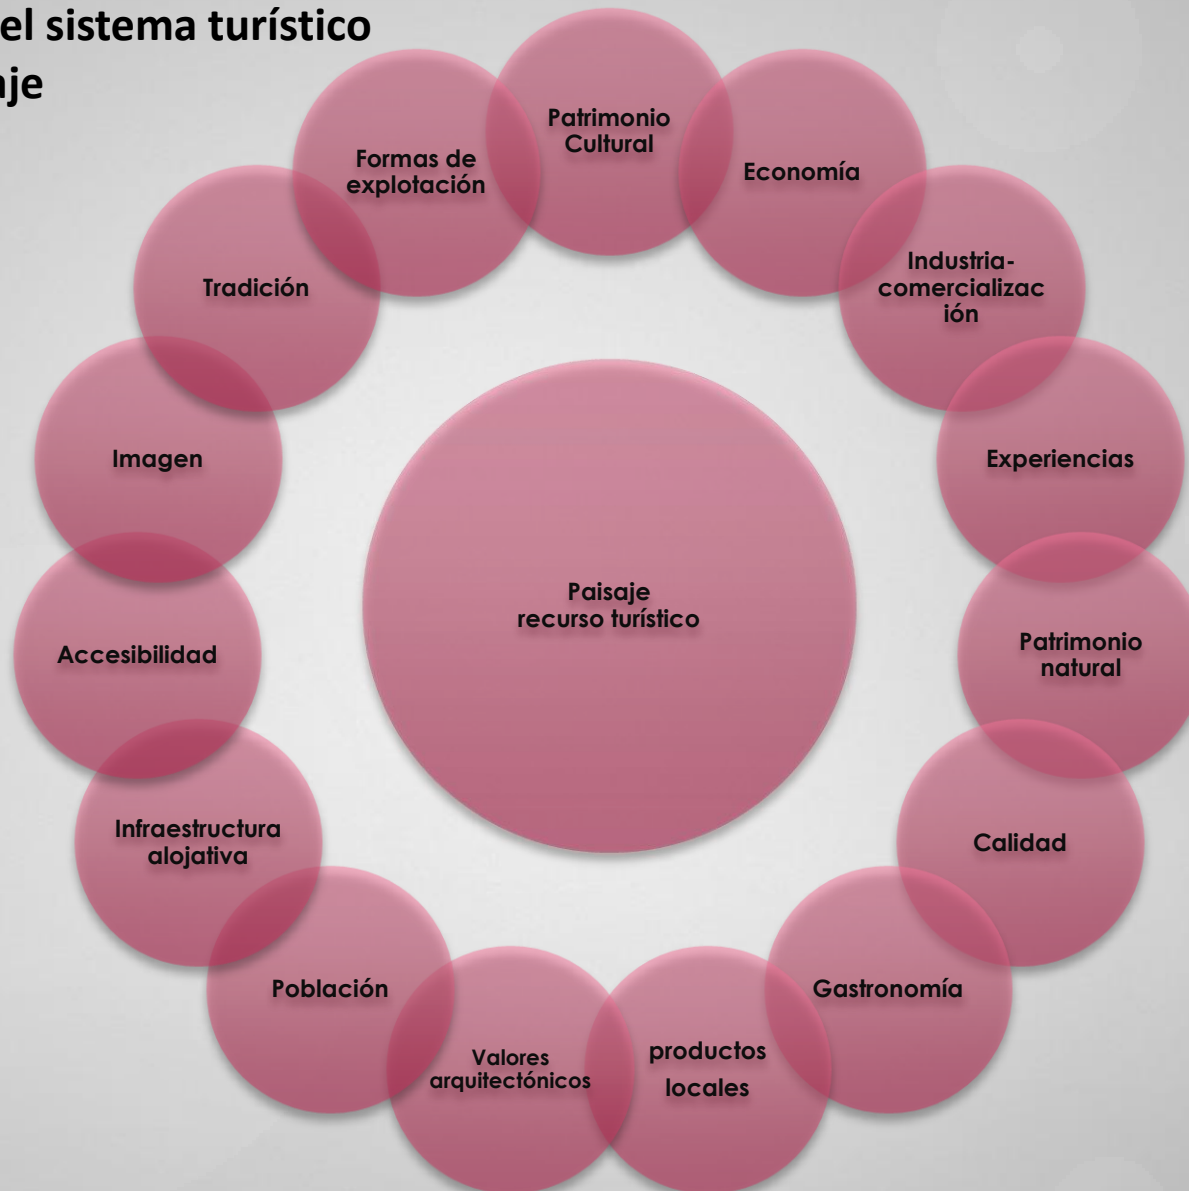 el sistema turístico
aje
Patrimonio
Cultural
Economía
Industria-
comercializac
ión
Experiencias
Patrimonio
natural
Calidad
Gastronomía
productos
locales
Valores
arquitectónicos
Población
Infraestructura
alojativa
Accesibilidad
Imagen
Tradición
Formas de
explotación
Paisaje
recurso turístico